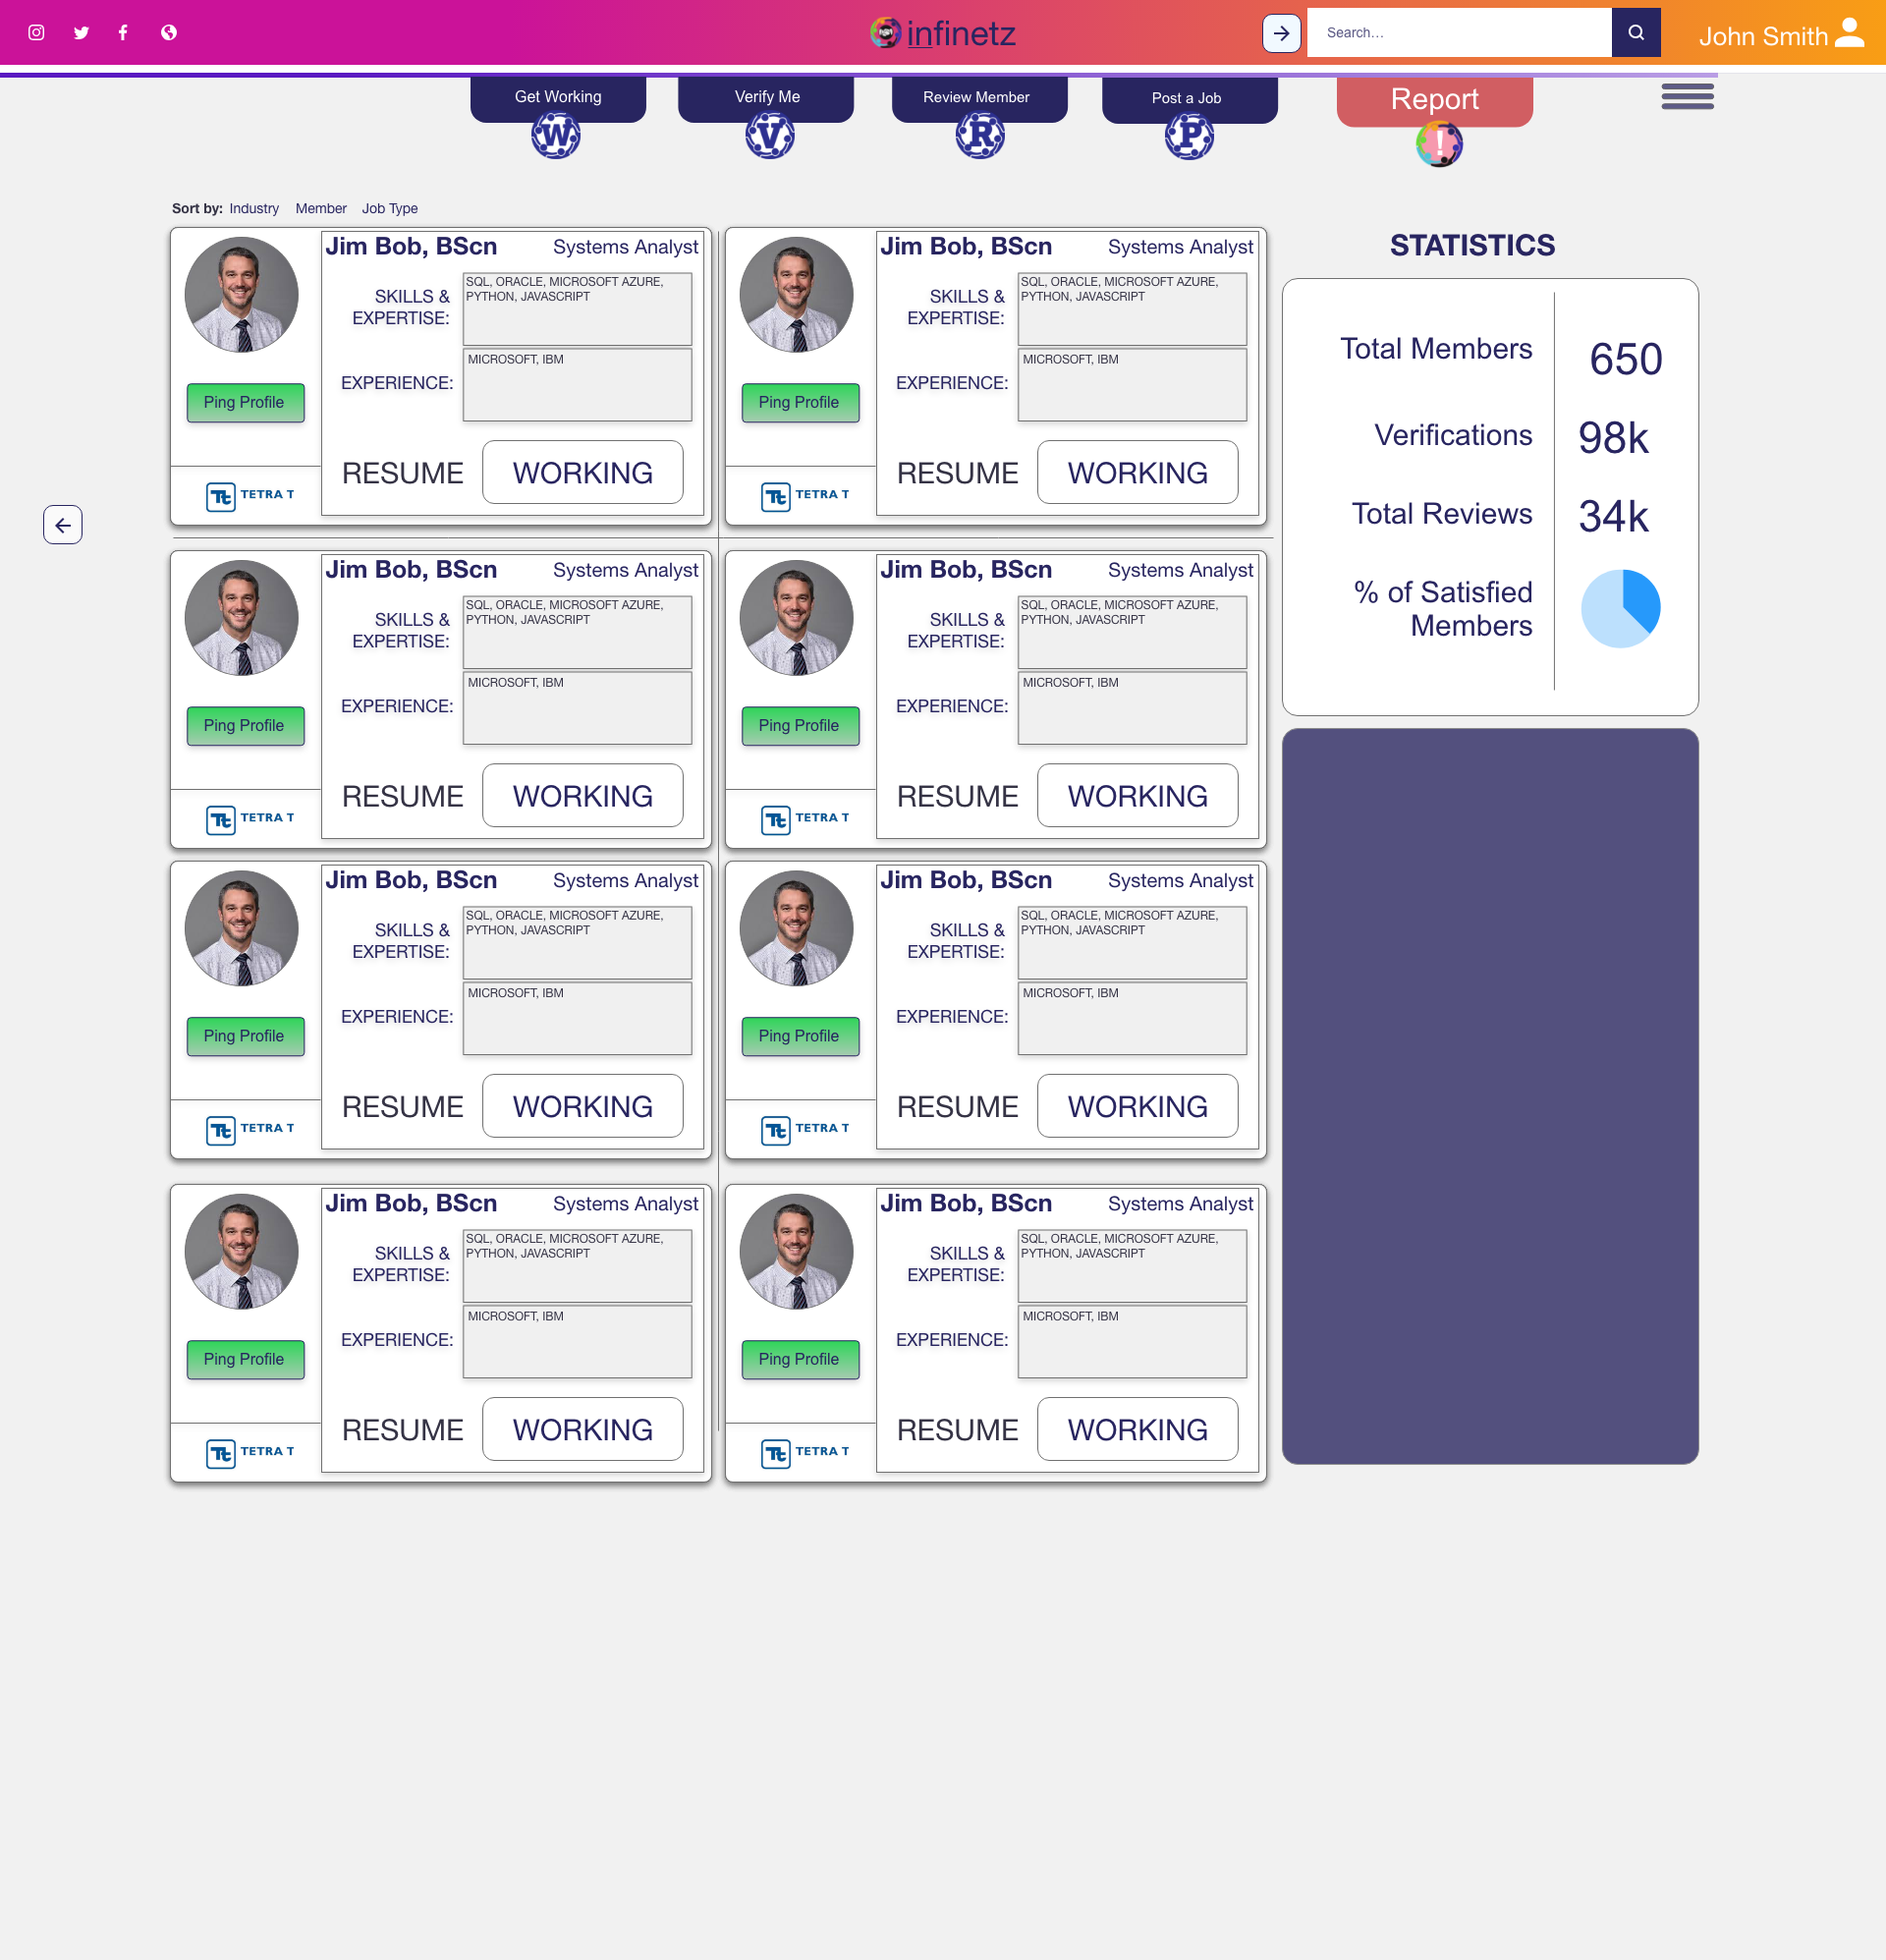 infinetz
Search...
John Smith
Get Working
Verify Me
Review Member
Post a Job
Report
W
V
R
P
!
Sort by: Industry Member Job Type
Jim Bob, BScn Systems Analyst
SKILLS &
EXPERTISE:
SQL, ORACLE, MICROSOFT AZURE,
PYTHON, JAVASCRIPT
EXPERIENCE:
MICROSOFT, IBM
Ping Profile
RESUME
WORKING
Tt TETRA T
Jim Bob, BScn Systems Analyst
SKILLS &
EXPERTISE:
SQL, ORACLE, MICROSOFT AZURE,
PYTHON, JAVASCRIPT
EXPERIENCE:
MICROSOFT, IBM
Ping Profile
RESUME
WORKING
Tt TETRA T
STATISTICS
Total Members 650
Verifications 98k
Total Reviews 34k
% of Satisfied
Members
Jim Bob, BScn Systems Analyst
SKILLS &
EXPERTISE:
SQL, ORACLE, MICROSOFT AZURE,
PYTHON, JAVASCRIPT
EXPERIENCE:
MICROSOFT, IBM
Ping Profile
RESUME
WORKING
Tt TETRA T
Jim Bob, BScn Systems Analyst
SKILLS &
EXPERTISE:
SQL, ORACLE, MICROSOFT AZURE,
PYTHON, JAVASCRIPT
EXPERIENCE:
MICROSOFT, IBM
Ping Profile
RESUME
WORKING
Tt TETRA T
Jim Bob, BScn Systems Analyst
SKILLS &
EXPERTISE:
SQL, ORACLE, MICROSOFT AZURE,
PYTHON, JAVASCRIPT
EXPERIENCE:
MICROSOFT, IBM
Ping Profile
RESUME
WORKING
Tt TETRA T
Jim Bob, BScn Systems Analyst
SKILLS &
EXPERTISE:
SQL, ORACLE, MICROSOFT AZURE,
PYTHON, JAVASCRIPT
EXPERIENCE:
MICROSOFT, IBM
Ping Profile
RESUME
WORKING
Tt TETRA T
Jim Bob, BScn Systems Analyst
SKILLS &
EXPERTISE:
SQL, ORACLE, MICROSOFT AZURE,
PYTHON, JAVASCRIPT
EXPERIENCE:
MICROSOFT, IBM
Ping Profile
RESUME
WORKING
Tt TETRA T
Jim Bob, BScn Systems Analyst
SKILLS &
EXPERTISE:
SQL, ORACLE, MICROSOFT AZURE,
PYTHON, JAVASCRIPT
EXPERIENCE:
MICROSOFT, IBM
Ping Profile
RESUME
WORKING
Tt TETRA T